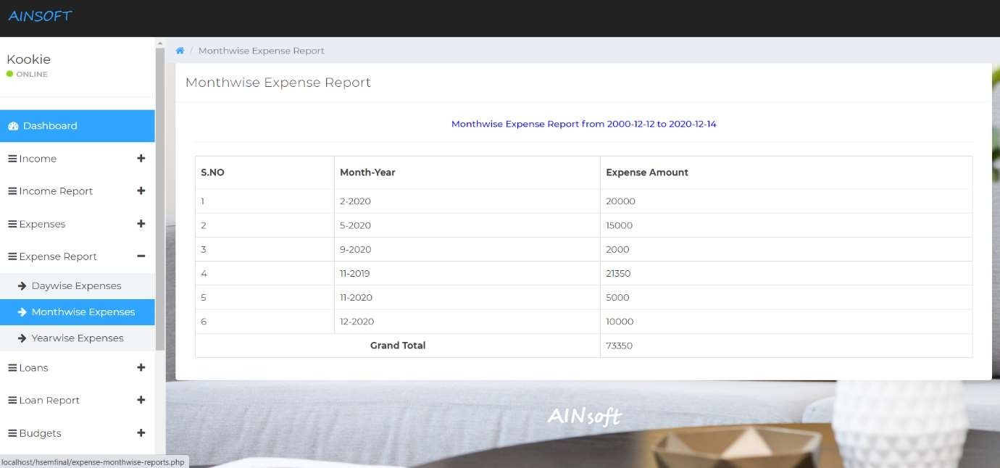 AINSOFT
Kookie
ONLINE
Dashboard
Income
Income Report
Expenses
Expense Report
Daywise Expenses
Monthwise Expenses
Yearwise Expenses
Loans
Loan Report
Budgets
localhost/hsemfinal/expense-monthwise-reports.php
/ Monthwise Expense Report
Monthwise Expense Report
Monthwise Expense Report from 2000-12-12 to 2020-12-14
S.NO Month-Year Expense Amount
1 2-2020 20000
2 5-2020 15000
3 9-2020 2000
4 11-2019 21350
5 11-2020 5000
6 12-2020 10000
Grand Total 73350
AINsoft